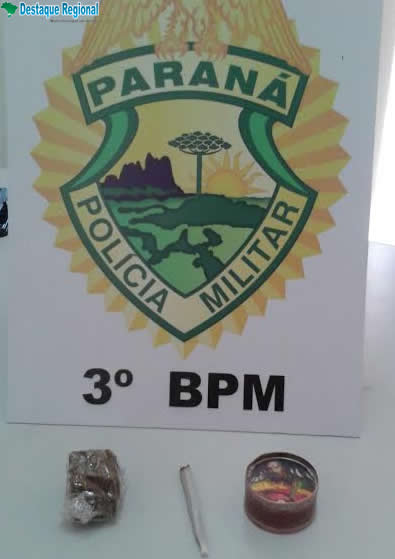 Destaque Regional
PARANÁ
POLÍCIA MILITAR
3º BPM